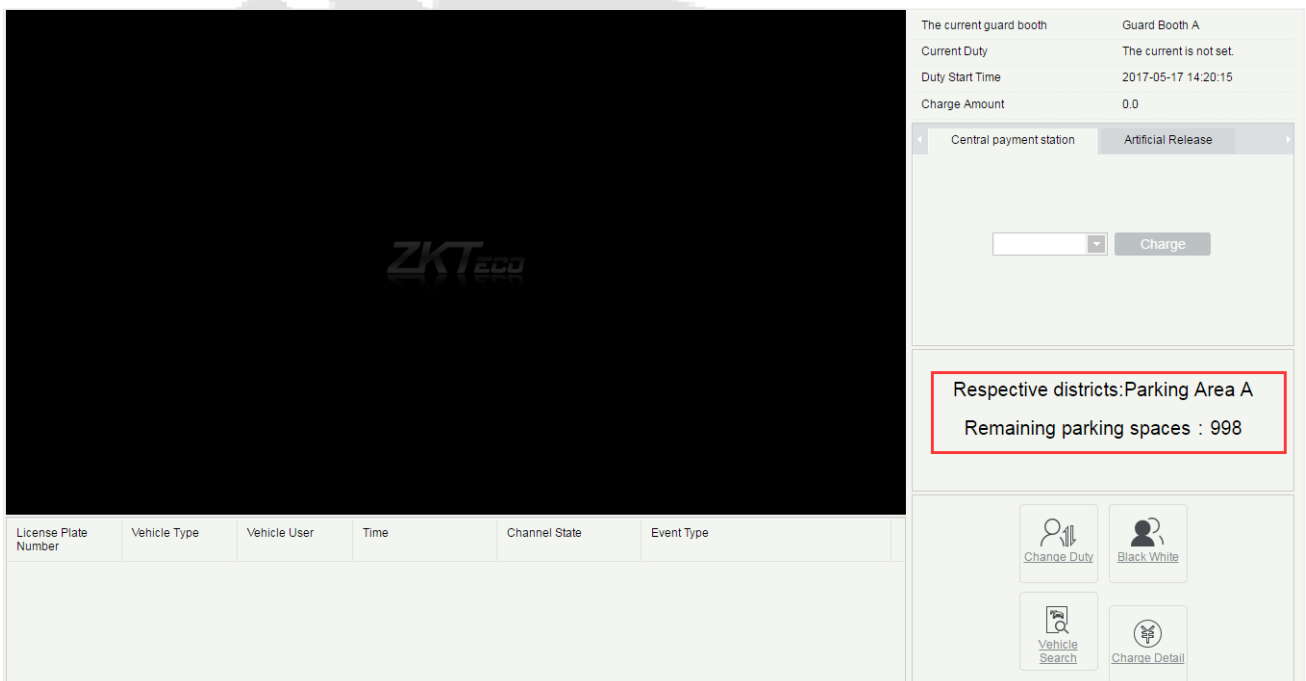 The current guard booth Guard Booth A
Current Duty The current is not set.
Duty Start Time 2017-05-17 14:20:15
Charge Amount 0.0
Central payment station Artificial Release
Charge
ZKTECO
Respective districts:Parking Area A
Remaining parking spaces : 998
License Plate Number Vehicle Type Vehicle User Time Channel State Event Type
Change Duty Black White
Vehicle Search Charge Detail